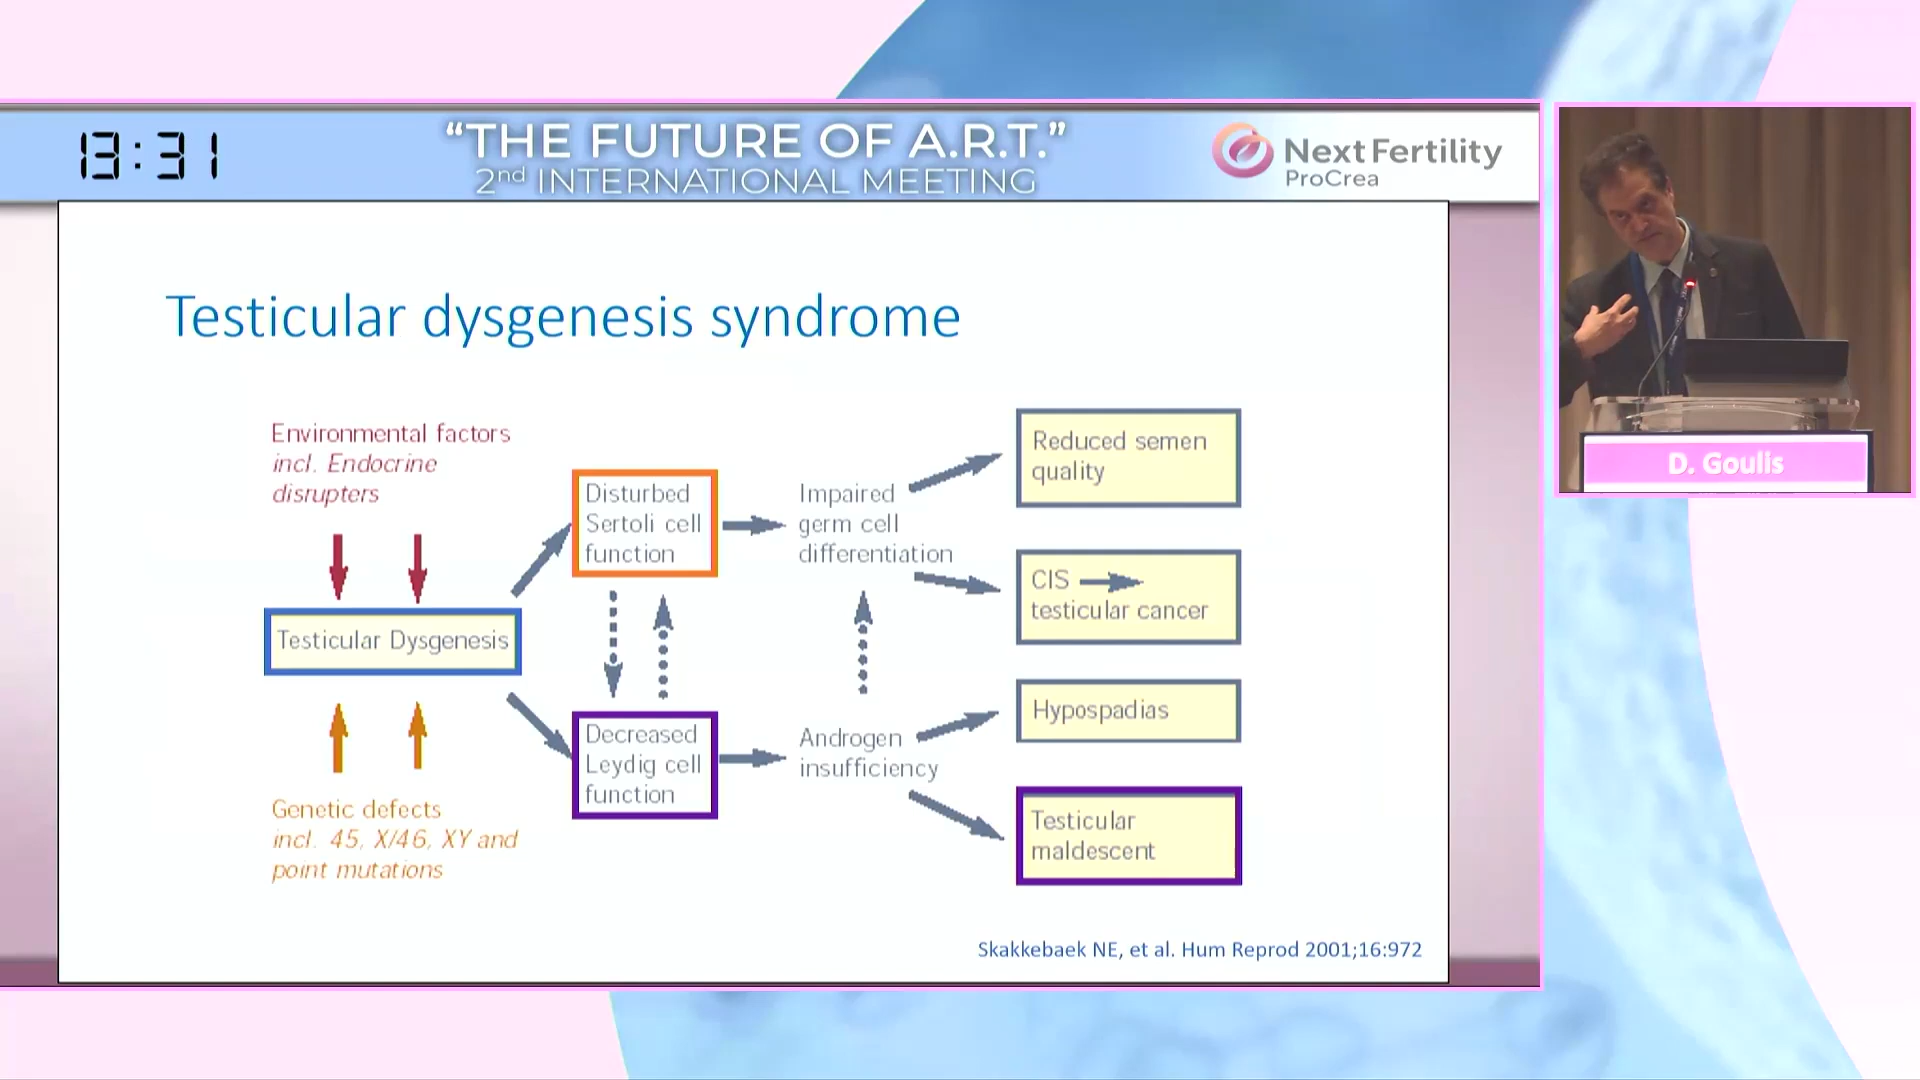 13:31
“THE FUTURE OF A.R.T.”
2nd INTERNATIONAL MEETING
Next Fertility
ProCrea
Testicular dysgenesis syndrome
Environmental factors
incl. Endocrine
disrupters
Testicular Dysgenesis
Genetic defects
incl. 45, X/46, XY and
point mutations
Disturbed
Sertoli cell
function
Decreased
Leydig cell
function
Impaired
germ cell
differentiation
Androgen
insufficiency
Reduced semen
quality
CIS
testicular cancer
Hypospadias
Testicular
maldescent
Skakkebaek NE, et al. Hum Reprod 2001;16:972
D. Goulis